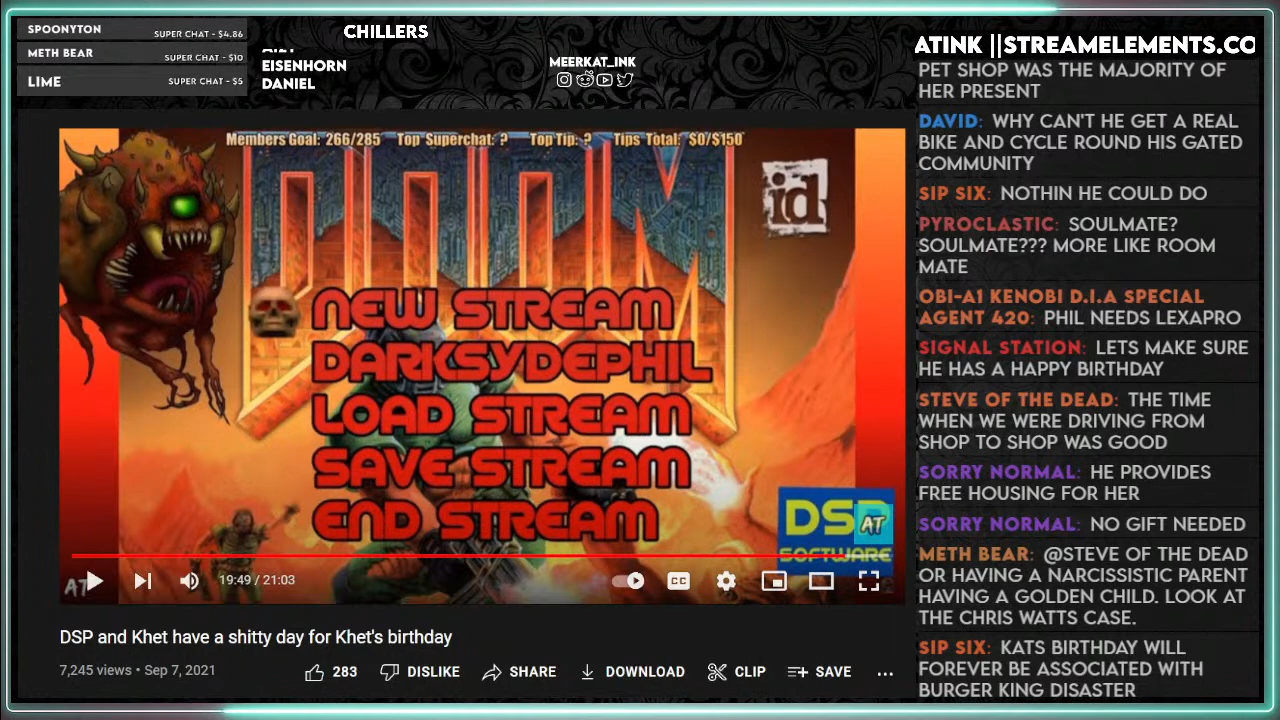 SPOONYTON
SUPER CHAT - $4.86
METH BEAR
SUPER CHAT - $10
LIME
SUPER CHAT - $5
CHILLERS
EISENHORN
DANIEL
MEERKAT_INK
ATINK ||STREAMELEMENTS.CO
Members Goal: 266/285 Top Superchat: ? Top Tip: ? Tips Total: $0/$150
DOOM
id
NEW STREAM
DARKSYDEPHIL
LOAD STREAM
SAVE STREAM
END STREAM
DSP
AT
SOFTWARE
AT
19:49 / 21:03
CC
DSP and Khet have a shitty day for Khet's birthday
7,245 views • Sep 7, 2021
283
DISLIKE
SHARE
DOWNLOAD
CLIP
SAVE
PET SHOP WAS THE MAJORITY OF
HER PRESENT
DAVID: WHY CAN'T HE GET A REAL
BIKE AND CYCLE ROUND HIS GATED
COMMUNITY
SIP SIX: NOTHIN HE COULD DO
PYROCLASTIC: SOULMATE?
SOULMATE??? MORE LIKE ROOM
MATE
OBI-A1 KENOBI D.I.A SPECIAL
AGENT 420: PHIL NEEDS LEXAPRO
SIGNAL STATION: LETS MAKE SURE
HE HAS A HAPPY BIRTHDAY
STEVE OF THE DEAD: THE TIME
WHEN WE WERE DRIVING FROM
SHOP TO SHOP WAS GOOD
SORRY NORMAL: HE PROVIDES
FREE HOUSING FOR HER
SORRY NORMAL: NO GIFT NEEDED
METH BEAR: @STEVE OF THE DEAD
OR HAVING A NARCISSISTIC PARENT
HAVING A GOLDEN CHILD. LOOK AT
THE CHRIS WATTS CASE.
SIP SIX: KATS BIRTHDAY WILL
FOREVER BE ASSOCIATED WITH
BURGER KING DISASTER